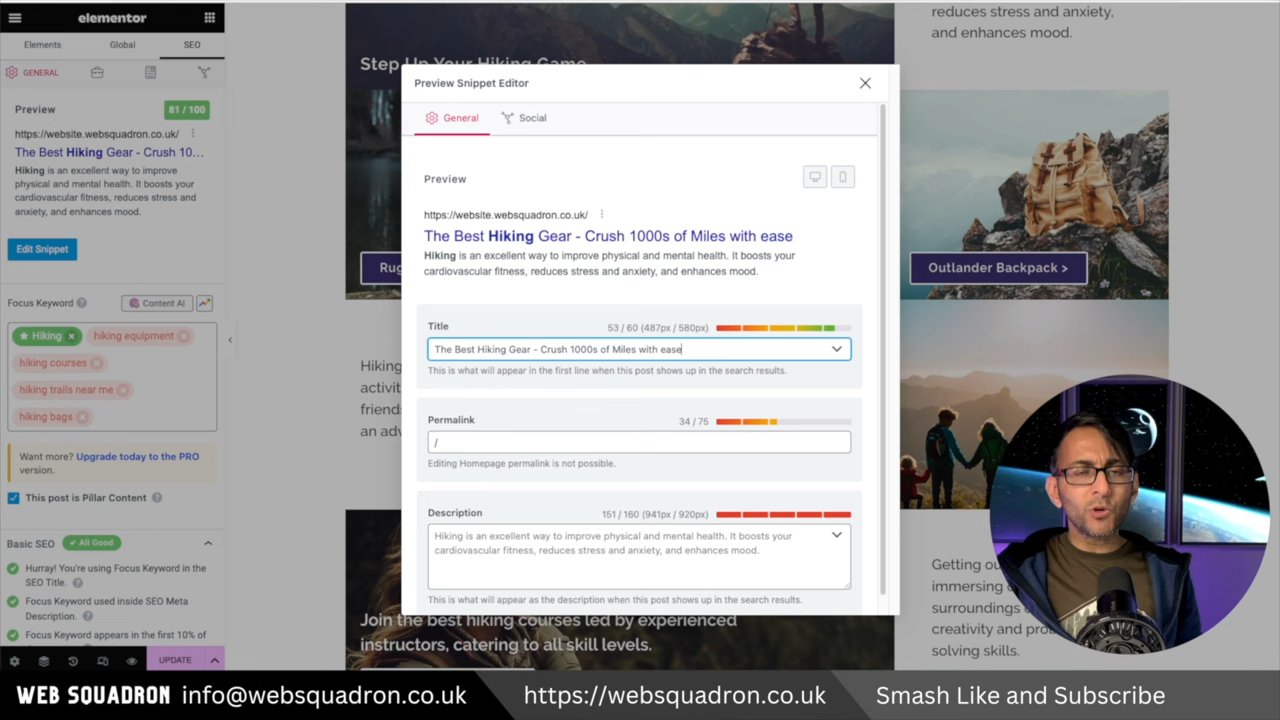 elementor
Elements
Global
SEO
GENERAL
Preview
81 / 100
https://website.websquadron.co.uk/
The Best Hiking Gear - Crush 10...
Hiking is an excellent way to improve
physical and mental health. It boosts your
cardiovascular fitness, reduces stress and
anxiety, and enhances mood.
Edit Snippet
Focus Keyword
Content AI
Hiking
hiking equipment
hiking courses
hiking trails near me
hiking bags
Want more? Upgrade today to the PRO
version.
This post is Pillar Content
Basic SEO
All Good
Hurray! You're using Focus Keyword in the
SEO Title.
Focus Keyword used inside SEO Meta
Description.
Focus Keyword appears in the first 10% of
UPDATE
Step Up Your Hiking Game
reduces stress and anxiety,
and enhances mood.
Preview Snippet Editor
General
Social
Preview
https://website.websquadron.co.uk/
The Best Hiking Gear - Crush 1000s of Miles with ease
Hiking is an excellent way to improve physical and mental health. It boosts your
cardiovascular fitness, reduces stress and anxiety, and enhances mood.
Title
53 / 60 (487px / 580px)
The Best Hiking Gear - Crush 1000s of Miles with ease
This is what will appear in the first line when this post shows up in the search results.
Permalink
34 / 75
/
Editing Homepage permalink is not possible.
Description
151 / 160 (941px / 920px)
Hiking is an excellent way to improve physical and mental health. It boosts your
cardiovascular fitness, reduces stress and anxiety, and enhances mood.
This is what will appear as the description when this post shows up in the search results.
Rug
Outlander Backpack >
Hiking
activit
friend
an adv
Join the best hiking courses led by experienced
instructors, catering to all skill levels.
Getting ou
immersing
surroundings
creativity and pro
solving skills.
WEB SQUADRON
info@websquadron.co.uk
https://websquadron.co.uk
Smash Like and Subscribe